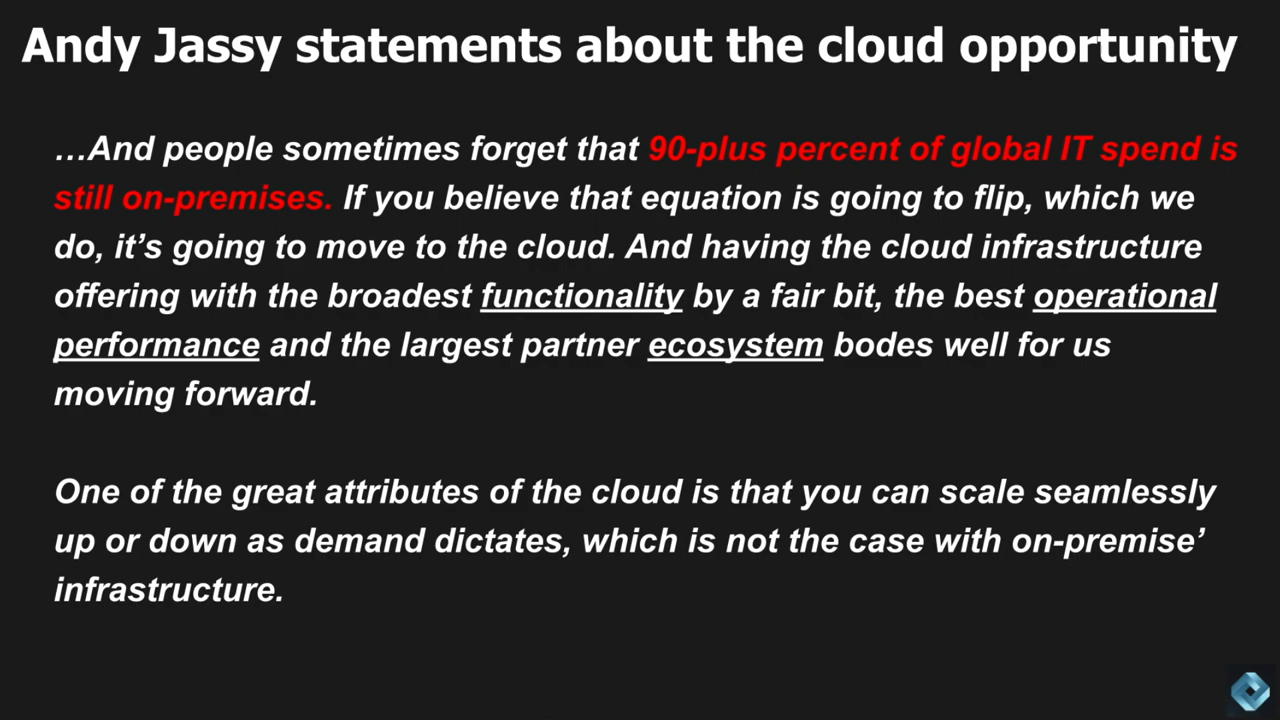 Andy Jassy statements about the cloud opportunity
…And people sometimes forget that 90-plus percent of global IT spend is
still on-premises. If you believe that equation is going to flip, which we
do, it’s going to move to the cloud. And having the cloud infrastructure
offering with the broadest functionality by a fair bit, the best operational
performance and the largest partner ecosystem bodes well for us
moving forward.
One of the great attributes of the cloud is that you can scale seamlessly
up or down as demand dictates, which is not the case with on-premise’
infrastructure.